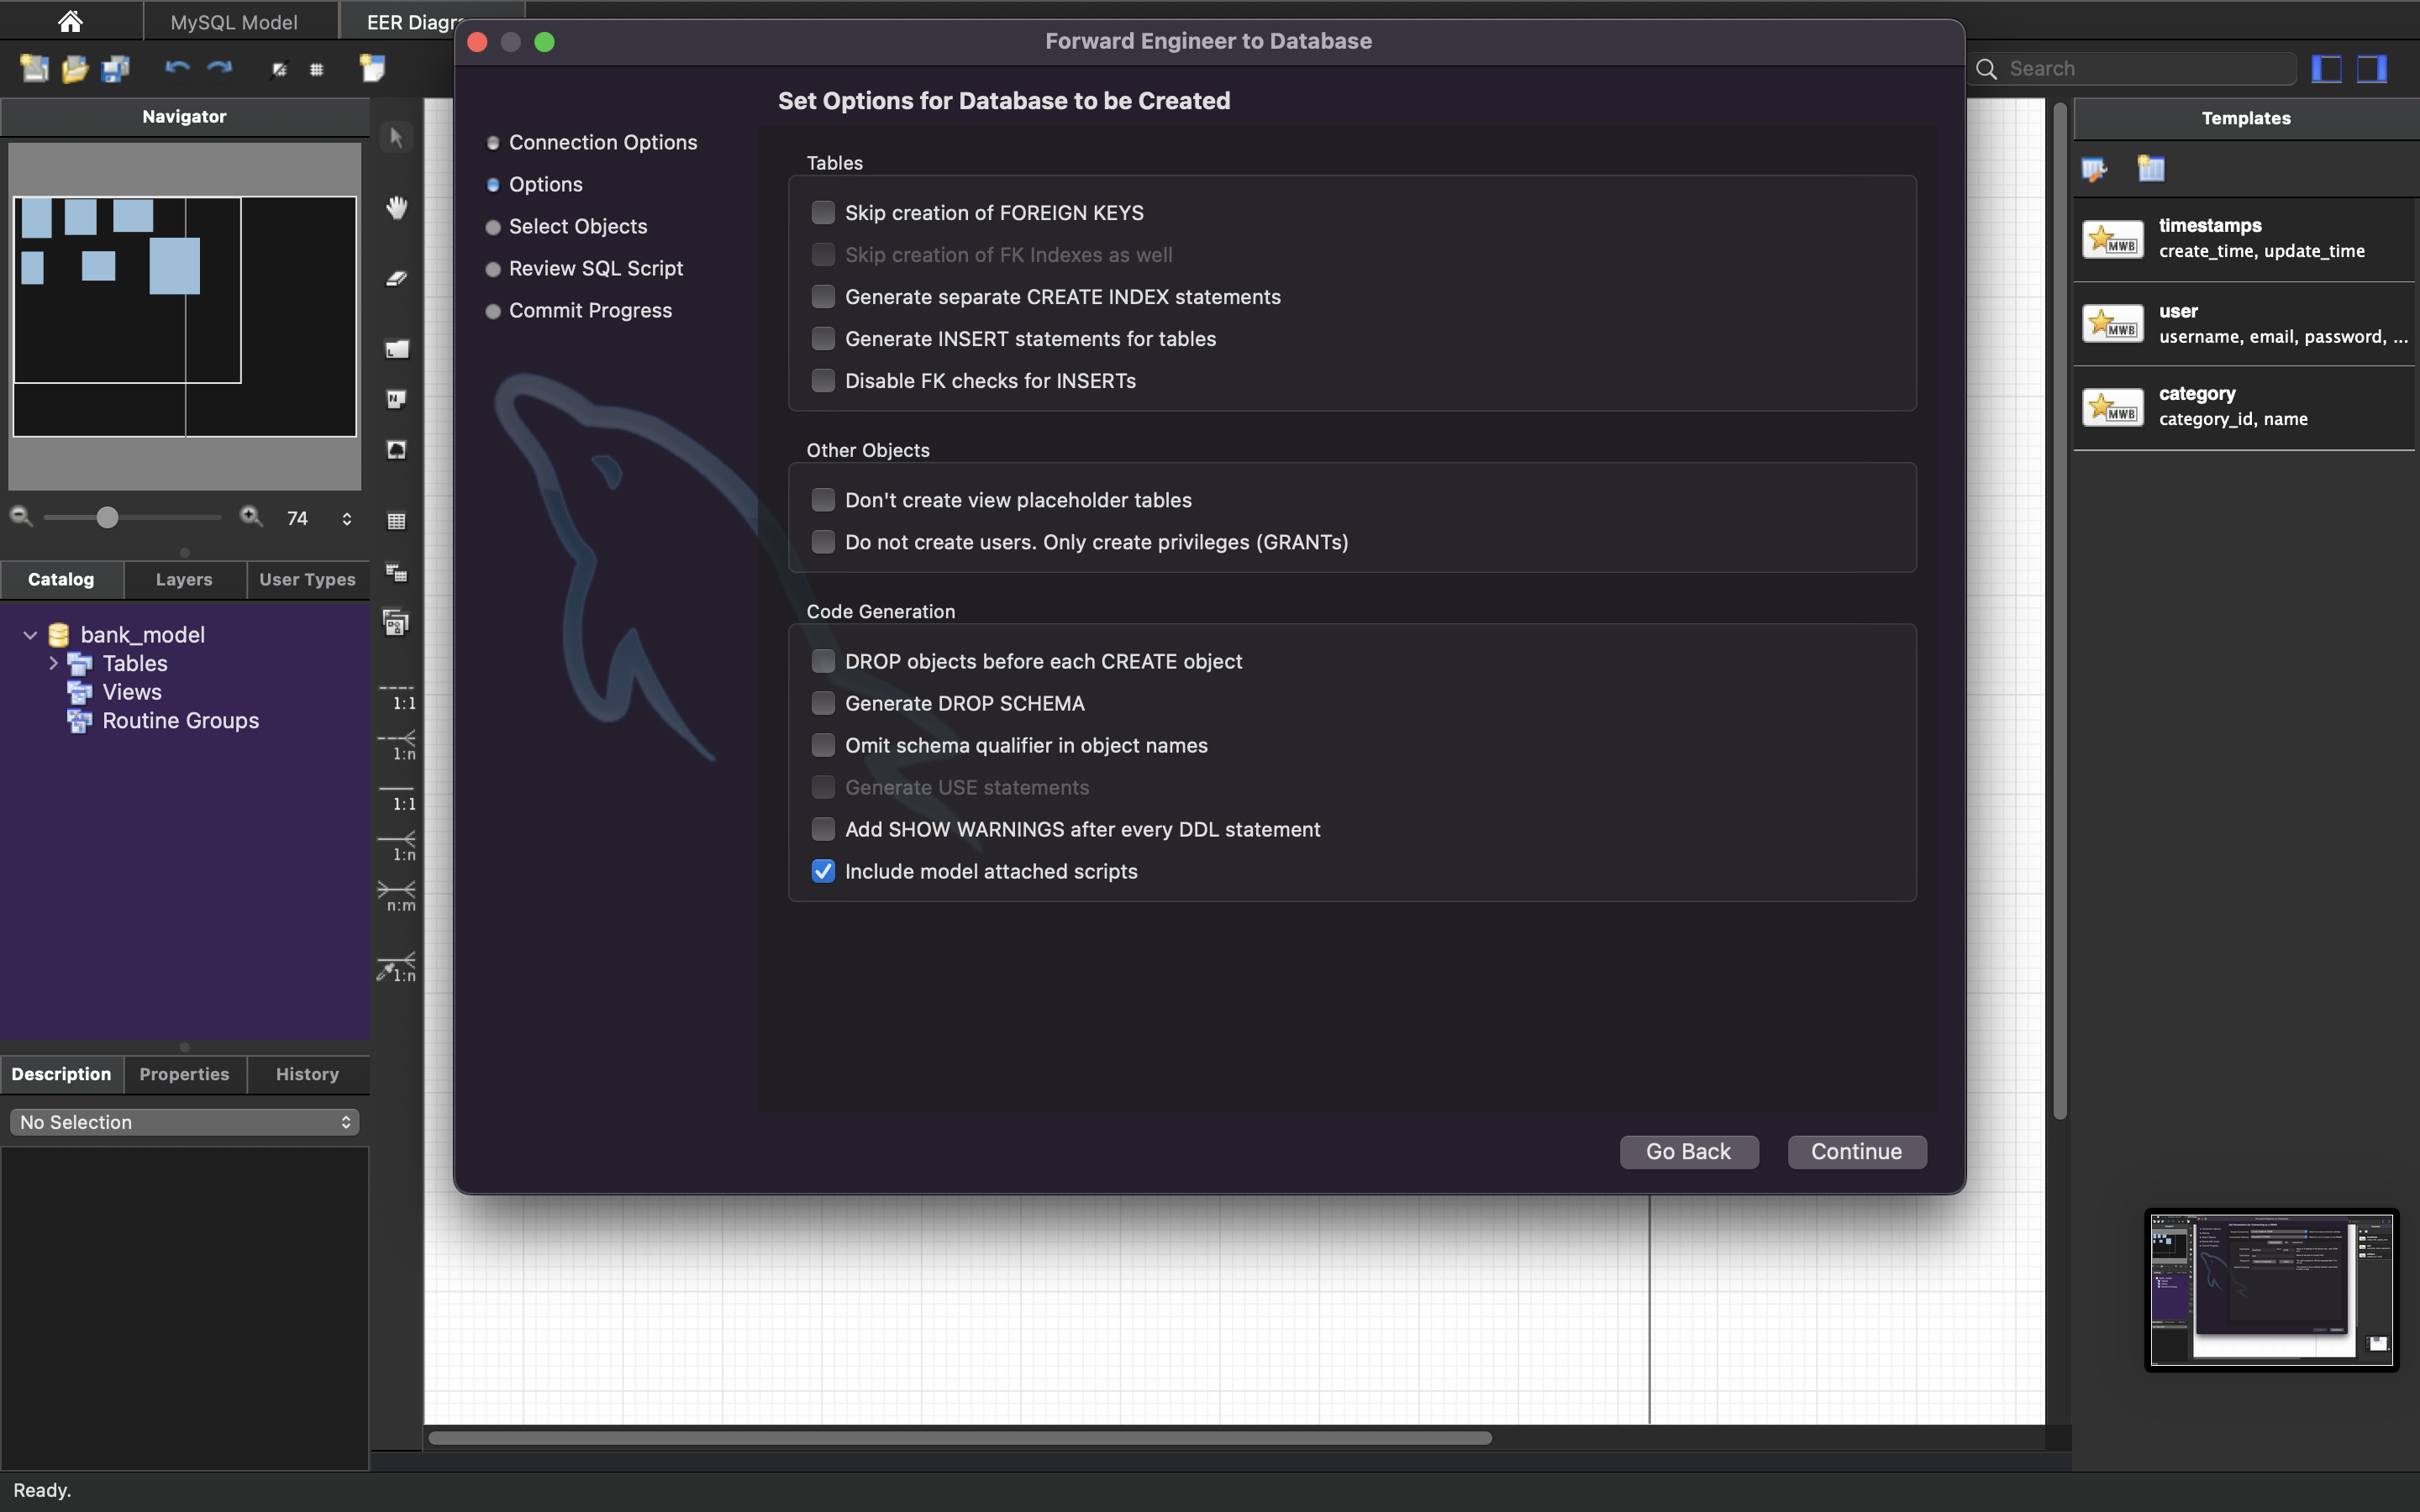 MySQL Model
EER Diagr
Forward Engineer to Database
Search
Navigator
Set Options for Database to be Created
Templates
Connection Options
Options
Select Objects
Review SQL Script
Commit Progress
Tables
Skip creation of FOREIGN KEYS
Skip creation of FK Indexes as well
Generate separate CREATE INDEX statements
Generate INSERT statements for tables
Disable FK checks for INSERTs
Other Objects
Don't create view placeholder tables
Do not create users. Only create privileges (GRANTs)
Code Generation
DROP objects before each CREATE object
Generate DROP SCHEMA
Omit schema qualifier in object names
Generate USE statements
Add SHOW WARNINGS after every DDL statement
Include model attached scripts
Go Back
Continue
MWB
timestamps
create_time, update_time
MWB
user
username, email, password, ...
MWB
category
category_id, name
74
Catalog
Layers
User Types
bank_model
Tables
Views
Routine Groups
L
N
1:1
1:n
1:1
1:n
n:m
1:n
Description
Properties
History
No Selection
Ready.